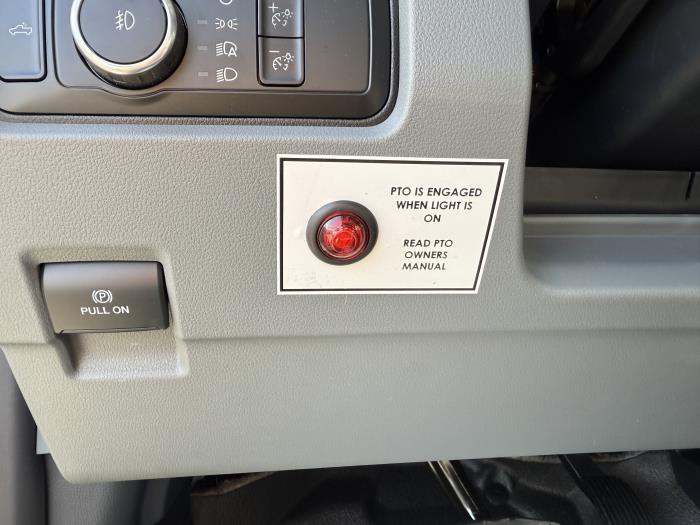 PTO IS ENGAGED
WHEN LIGHT IS
ON
READ PTO
OWNERS
MANUAL
P
PULL ON